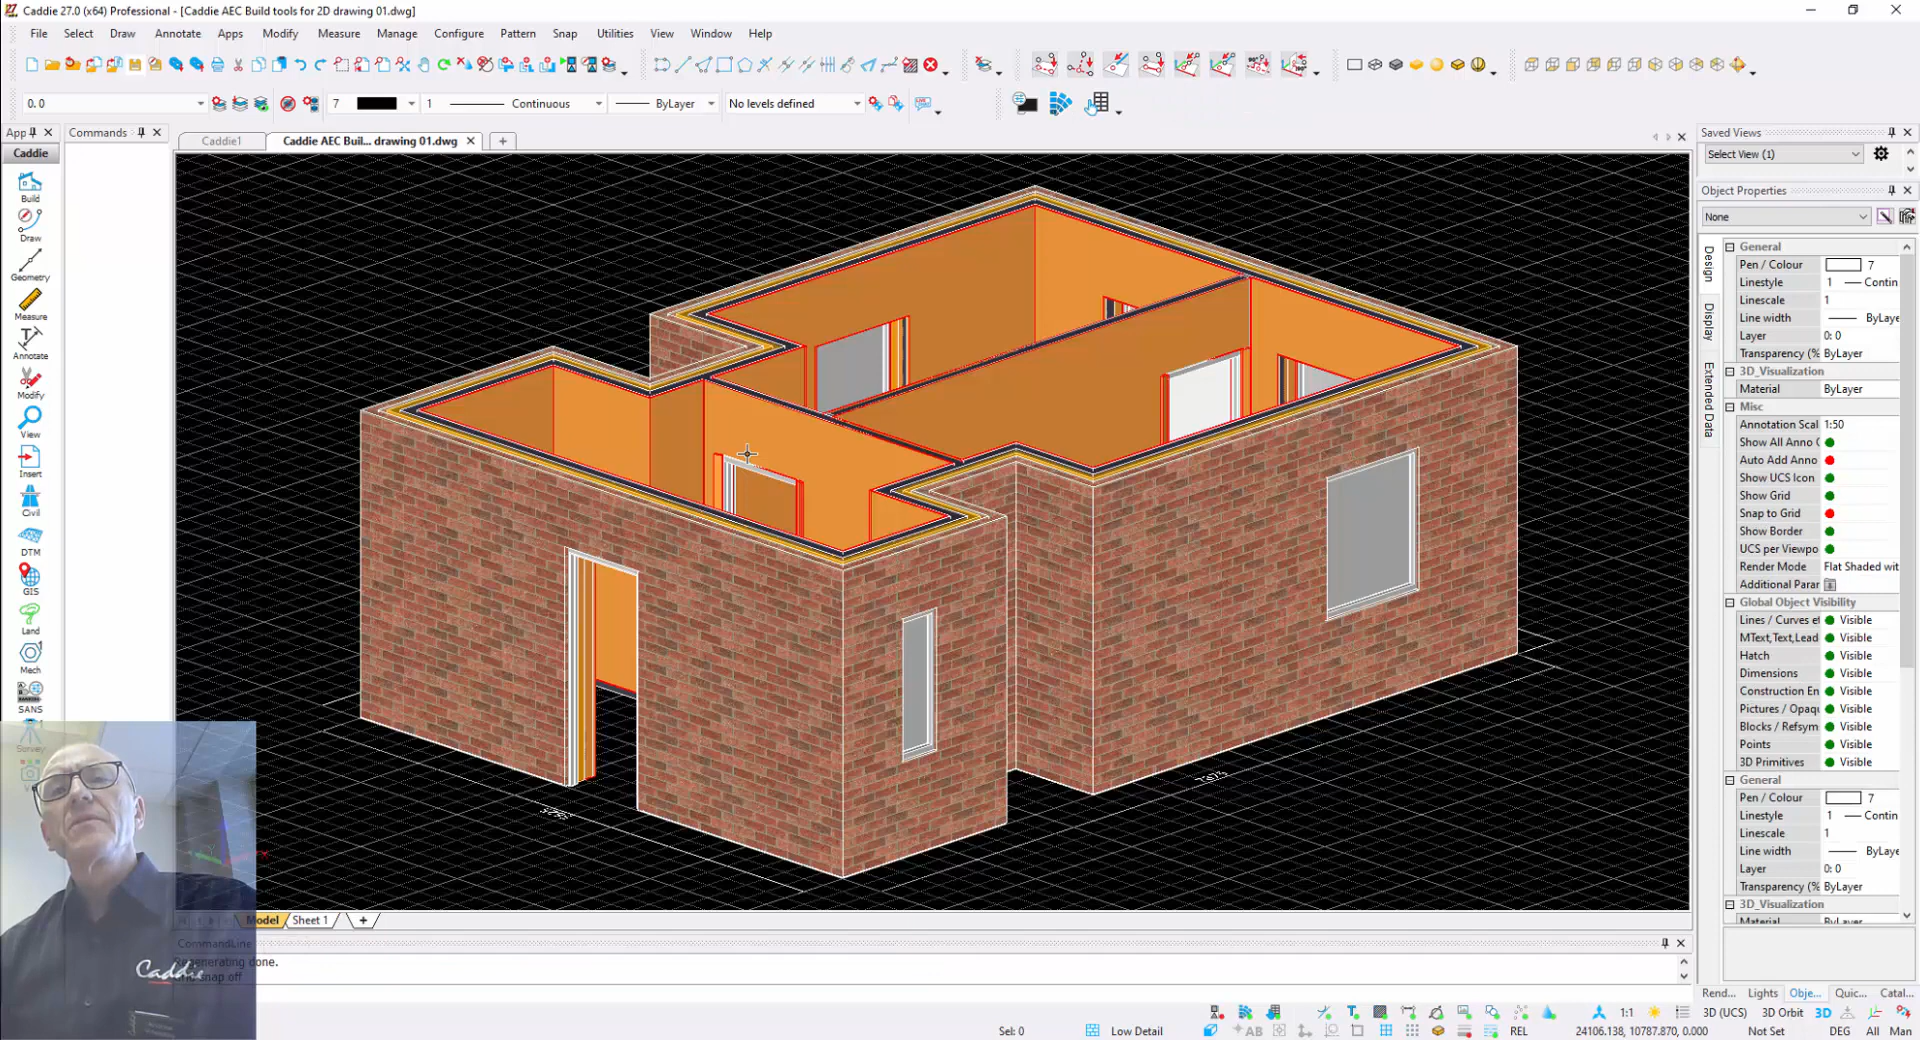 Caddie 27.0 (x64) Professional - [Caddie AEC Build tools for 2D drawing 01.dwg]
File Select Draw Annotate Apps Modify Measure Manage Configure Pattern Snap Utilities View Window Help
0. 0 7 1 Continuous ByLayer No levels defined
App Commands Caddie1 Caddie AEC Buil... drawing 01.dwg
Saved Views
Caddie
Select View (1)
Build
Draw
Geometry
Measure
Annotate
Modify
View
Insert
Civil
DTM
GIS
Land
Mech
SANS
Survey
Object Properties
None
Design
Display
Extended Data
General
Pen / Colour 7
Linestyle 1 Contin
Linescale 1
Line width ByLaye
Layer 0: 0
Transparency (% ByLayer
3D_Visualization
Material ByLayer
Misc
Annotation Scal 1:50
Show All Anno (
Auto Add Anno
Show UCS Icon
Show Grid
Snap to Grid
Show Border
UCS per Viewpo
Render Mode Flat Shaded wit
Additional Parar
Global Object Visibility
Lines / Curves et Visible
MText,Text,Lead Visible
Hatch Visible
Dimensions Visible
Construction En Visible
Pictures / Opaqu Visible
Blocks / Refsym Visible
Points Visible
3D Primitives Visible
General
Pen / Colour 7
Linestyle 1 Contin
Linescale 1
Line width ByLaye
Layer 0: 0
Transparency (% ByLayer
3D_Visualization
Material ByLayer
Model Sheet 1
CommandLine
Regenerating done.
snap off
Caddie
Rend... Lights Obje... Quic... Catal...
1:1 3D (UCS) 3D Orbit 3D
Sel: 0 Low Detail AB REL 24106.138, 10787.870, 0.000 Not Set DEG All Man